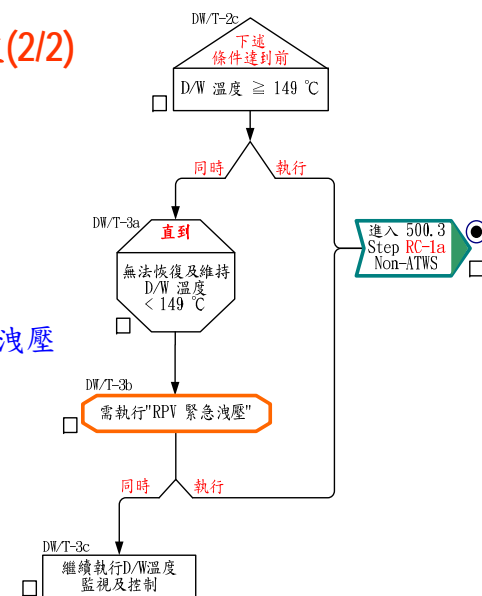 (2/2)
DW/T-2c
下述
條件達到前
D/W 溫度 ≧ 149 ℃
同時
執行
DW/T-3a
直到
無法恢復及維持
D/W 溫度
< 149 ℃
進入 500.3
Step RC-1a
Non-ATWS
洩壓
DW/T-3b
需執行"RPV 緊急洩壓"
同時
執行
DW/T-3c
繼續執行D/W溫度
監視及控制